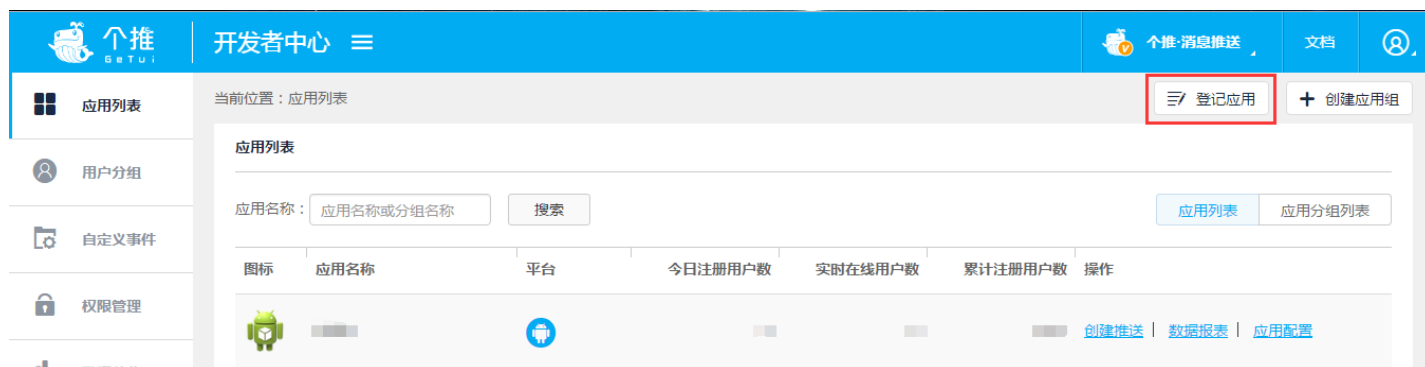 个推 GeTui 开发者中心 个推·消息推送 文档
应用列表 当前位置：应用列表 登记应用 创建应用组
应用列表
用户分组
应用名称： 应用名称或分组名称 搜索 应用列表 应用分组列表
自定义事件
图标 应用名称 平台 今日注册用户数 实时在线用户数 累计注册用户数 操作
权限管理
创建推送 数据报表 应用配置